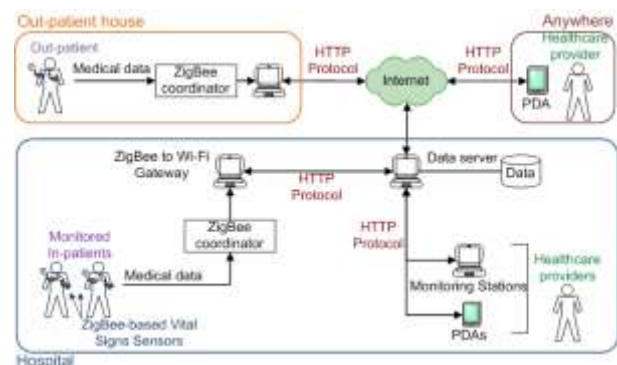 Out-patient house
Anywhere
Out-patient
Medical data
ZigBee
coordinator
HTTP
Protocol
Internet
HTTP
Protocol
Healthcare
provider
PDA
ZigBee to Wi-Fi
Gateway
HTTP
Protocol
Data server
Data
ZigBee
coordinator
HTTP
Protocol
Monitored
In-patients
Medical data
Monitoring Stations
Healthcare
providers
PDAs
ZigBee-based Vital
Signs Sensors
Hospital